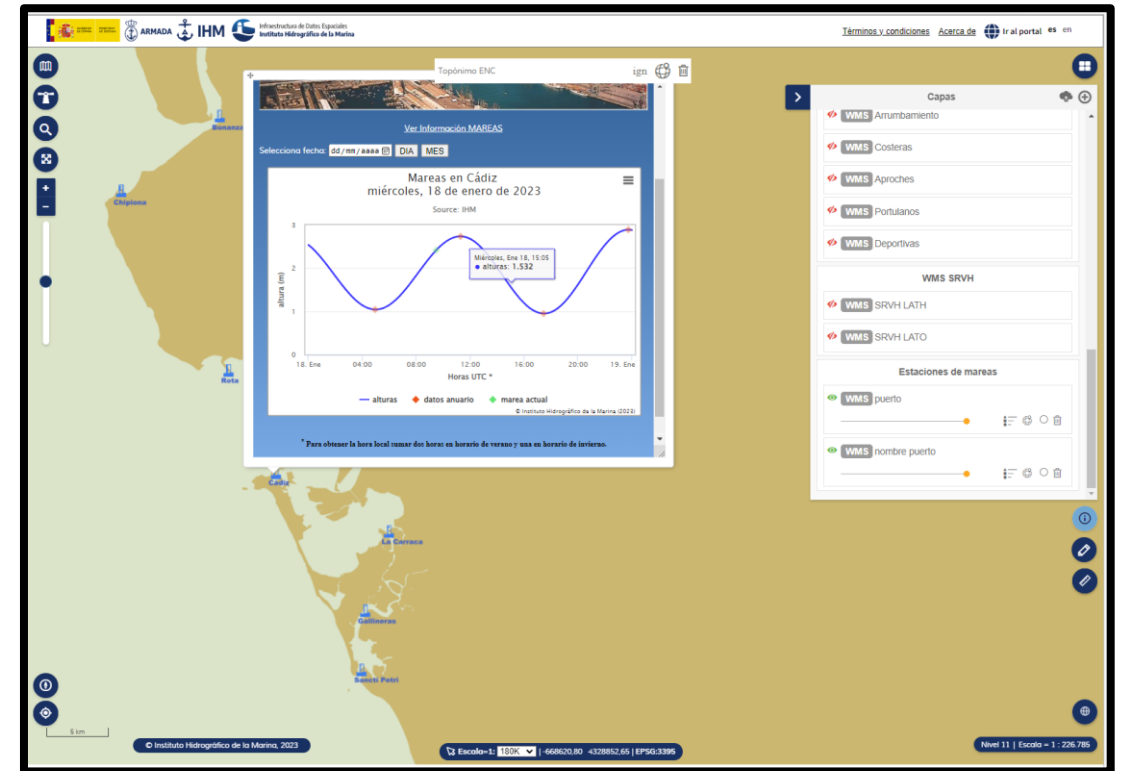 ARMADA
IHM
Infraestructura de Datos Espaciales
Instituto Hidrográfico de la Marina
Términos y condiciones
Acerca de
Ir al portal
es
en
Topónimo ENC
ign
Ver Información MAREAS
Selecciona fecha: dd/mm/aaaa DIA MES
Mareas en Cádiz
miércoles, 18 de enero de 2023
Source: IHM
altura (m)
3
2
1
0
Miércoles, Ene 18, 15:05
alturas: 1.532
18. Ene
04:00
08:00
12:00
16:00
20:00
19. Ene
Horas UTC *
alturas
datos anuario
marea actual
© Instituto Hidrográfico de la Marina (2023)
* Para obtener la hora local sumar dos horas en horario de verano y una en horario de invierno.
Bonanza
Chipiona
Rota
Cádiz
La Carraca
Gallineras
Sancti Petri
Capas
WMS Arrumbamiento
WMS Costeras
WMS Aproches
WMS Portulanos
WMS Deportivas
WMS SRVH
WMS SRVH LATH
WMS SRVH LATO
Estaciones de mareas
WMS puerto
WMS nombre puerto
5 km
© Instituto Hidrográfico de la Marina, 2023
Escala=1: 180K | -668620,80 4328852,65 | EPSG:3395
Nivel 11 | Escala = 1 : 226.785